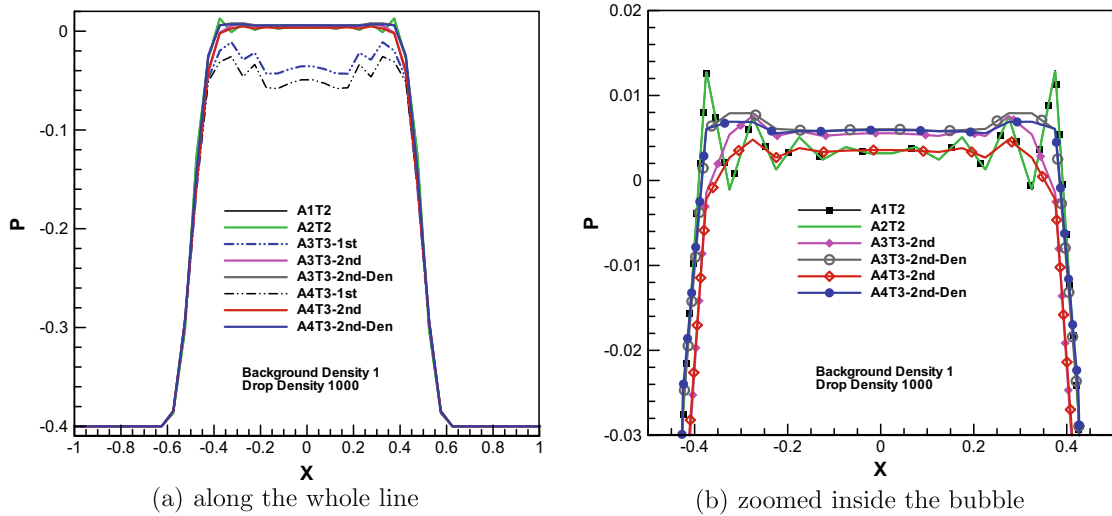 P
0
-0.1
-0.2
-0.3
-0.4
A1T2
A2T2
A3T3-1st
A3T3-2nd
A3T3-2nd-Den
A4T3-1st
A4T3-2nd
A4T3-2nd-Den
Background Density 1
Drop Density 1000
-1 -0.8 -0.6 -0.4 -0.2 0 0.2 0.4 0.6 0.8 1
X
(a) along the whole line
P
0.02
0.01
0
-0.01
-0.02
-0.03
A1T2
A2T2
A3T3-2nd
A3T3-2nd-Den
A4T3-2nd
A4T3-2nd-Den
Background Density 1
Drop Density 1000
-0.4 -0.2 0 0.2 0.4
X
(b) zoomed inside the bubble